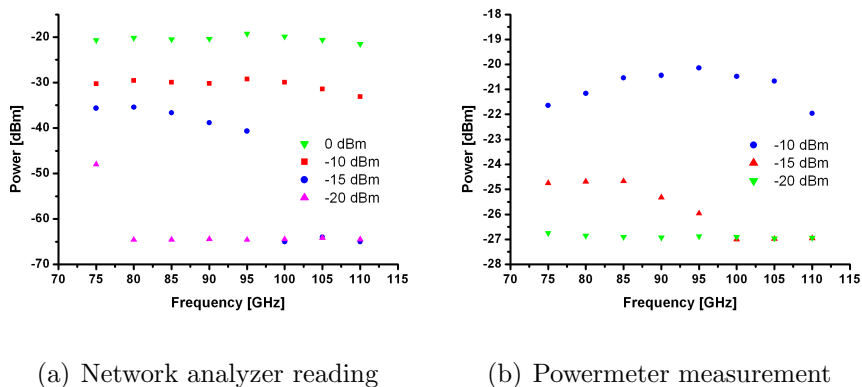 -20
-30
-40
-50
-60
-70
Power [dBm]
0 dBm
-10 dBm
-15 dBm
-20 dBm
70 75 80 85 90 95 100 105 110 115
Frequency [GHz]
(a) Network analyzer reading
-18
-19
-20
-21
-22
-23
-24
-25
-26
-27
-28
Power [dBm]
-10 dBm
-15 dBm
-20 dBm
70 75 80 85 90 95 100 105 110 115
Frequency [GHz]
(b) Powermeter measurement